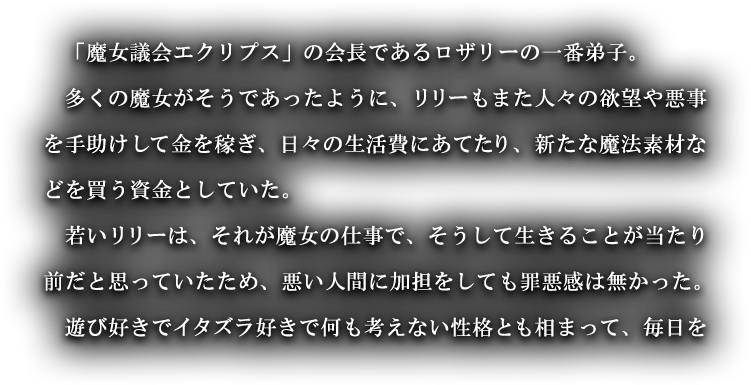 「魔女議会エクリプス」の会長であるロザリーの一番弟子。
多くの魔女がそうであったように、リリーもまた人々の欲望や悪事
を手助けして金を稼ぎ、日々の生活費にあてたり、新たな魔法素材な
どを買う資金としていた。
若いリリーは、それが魔女の仕事で、そうして生きることが当たり
前だと思っていたため、悪い人間に加担をしても罪悪感は無かった。
遊び好きでイタズラ好きで何も考えない性格とも相まって、毎日を